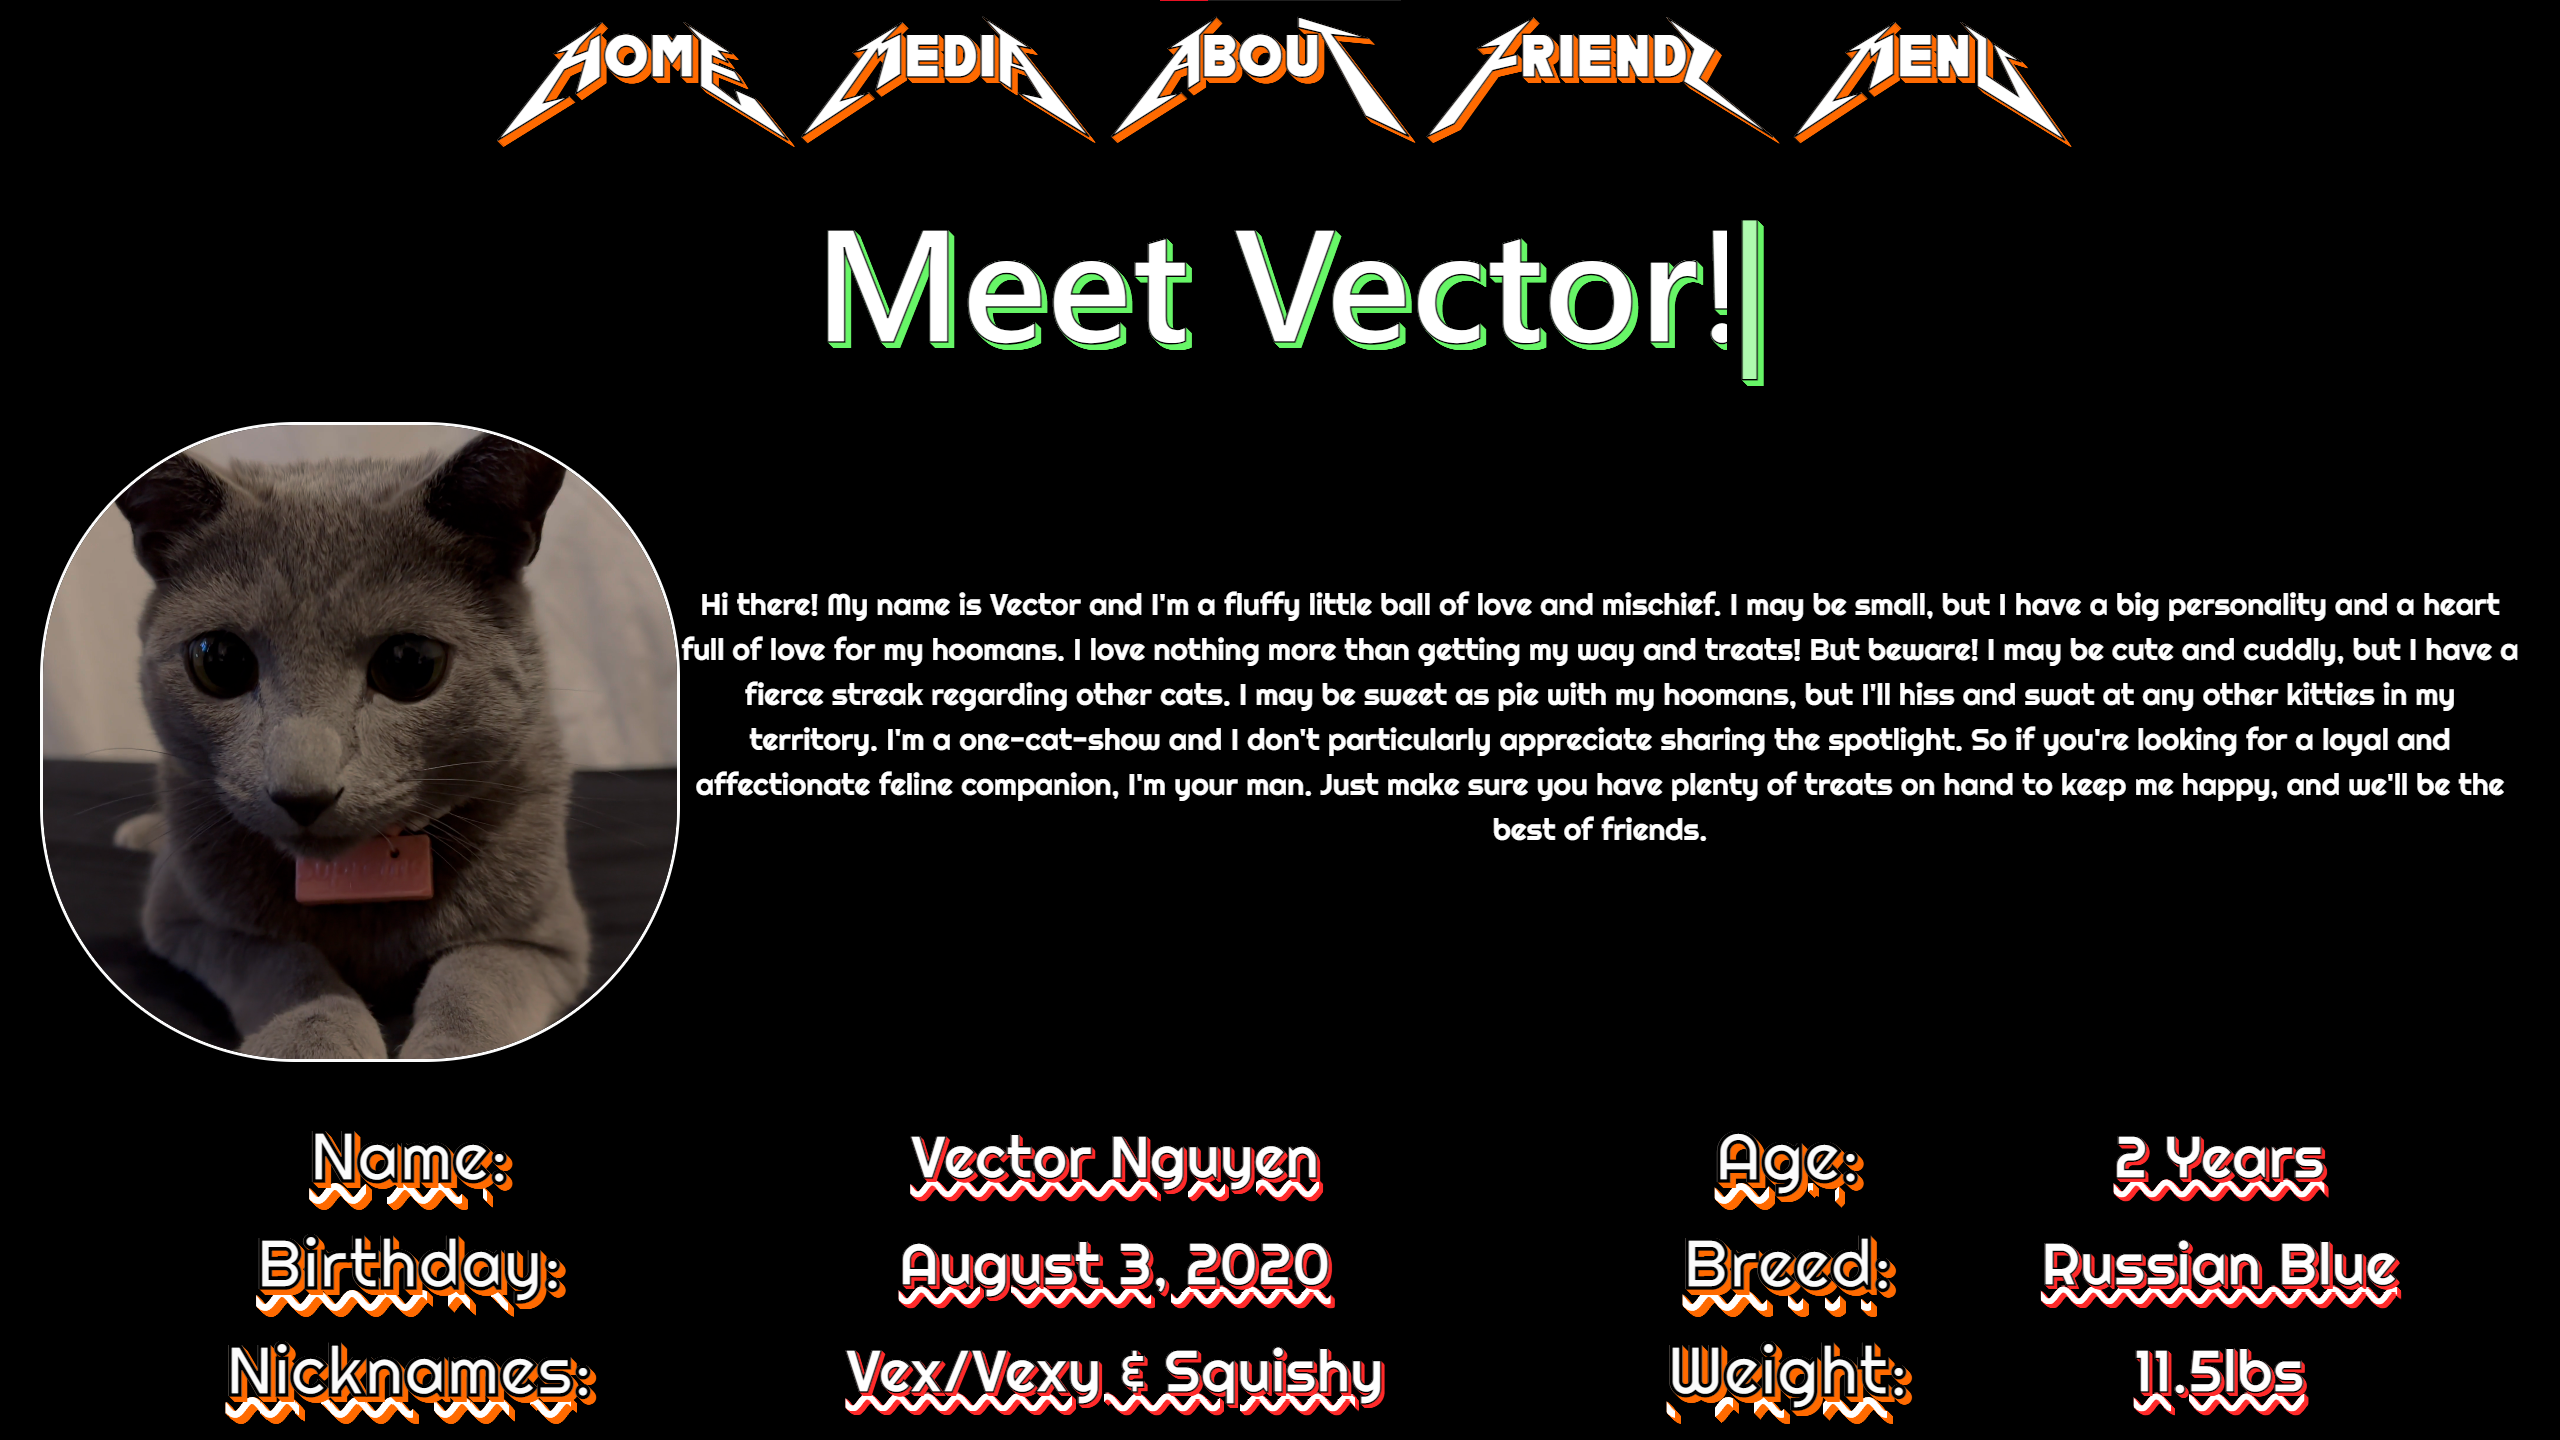 HOME MEDIA ABOUT FRIENDZ MENU
Meet Vector!
Hi there! My name is Vector and I'm a fluffy little ball of love and mischief. I may be small, but I have a big personality and a heart
full of love for my hoomans. I love nothing more than getting my way and treats! But beware! I may be cute and cuddly, but I have a
fierce streak regarding other cats. I may be sweet as pie with my hoomans, but I'll hiss and swat at any other kitties in my
territory. I'm a one-cat-show and I don't particularly appreciate sharing the spotlight. So if you're looking for a loyal and
affectionate feline companion, I'm your man. Just make sure you have plenty of treats on hand to keep me happy, and we'll be the
best of friends.
Name: Vector Nguyen Age: 2 Years
Birthday: August 3, 2020 Breed: Russian Blue
Nicknames: Vex/Vexy & Squishy Weight: 11.5lbs